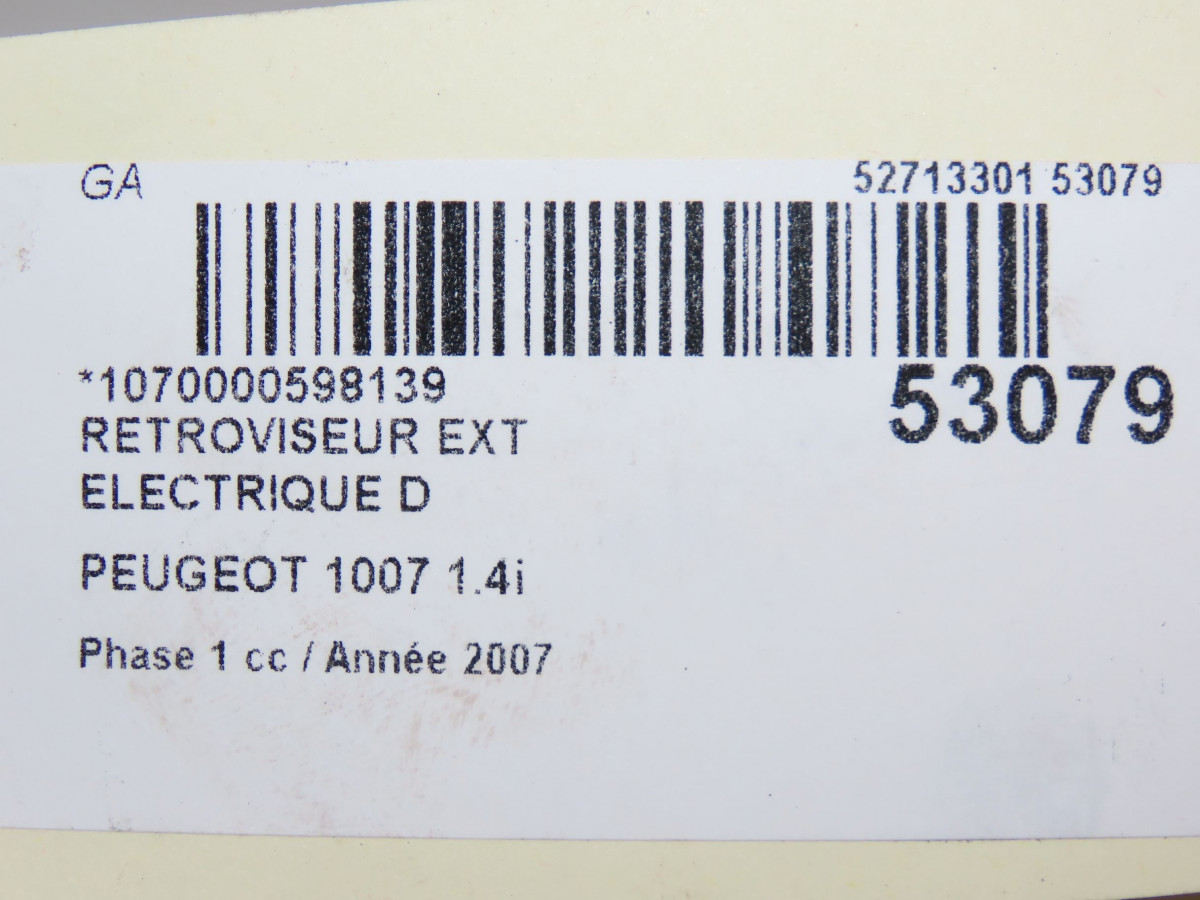 GA 52713301 53079
*1070000598139
53079
RETROVISEUR EXT
ELECTRIQUE D
PEUGEOT 1007 1.4i
Phase 1 cc / Année 2007